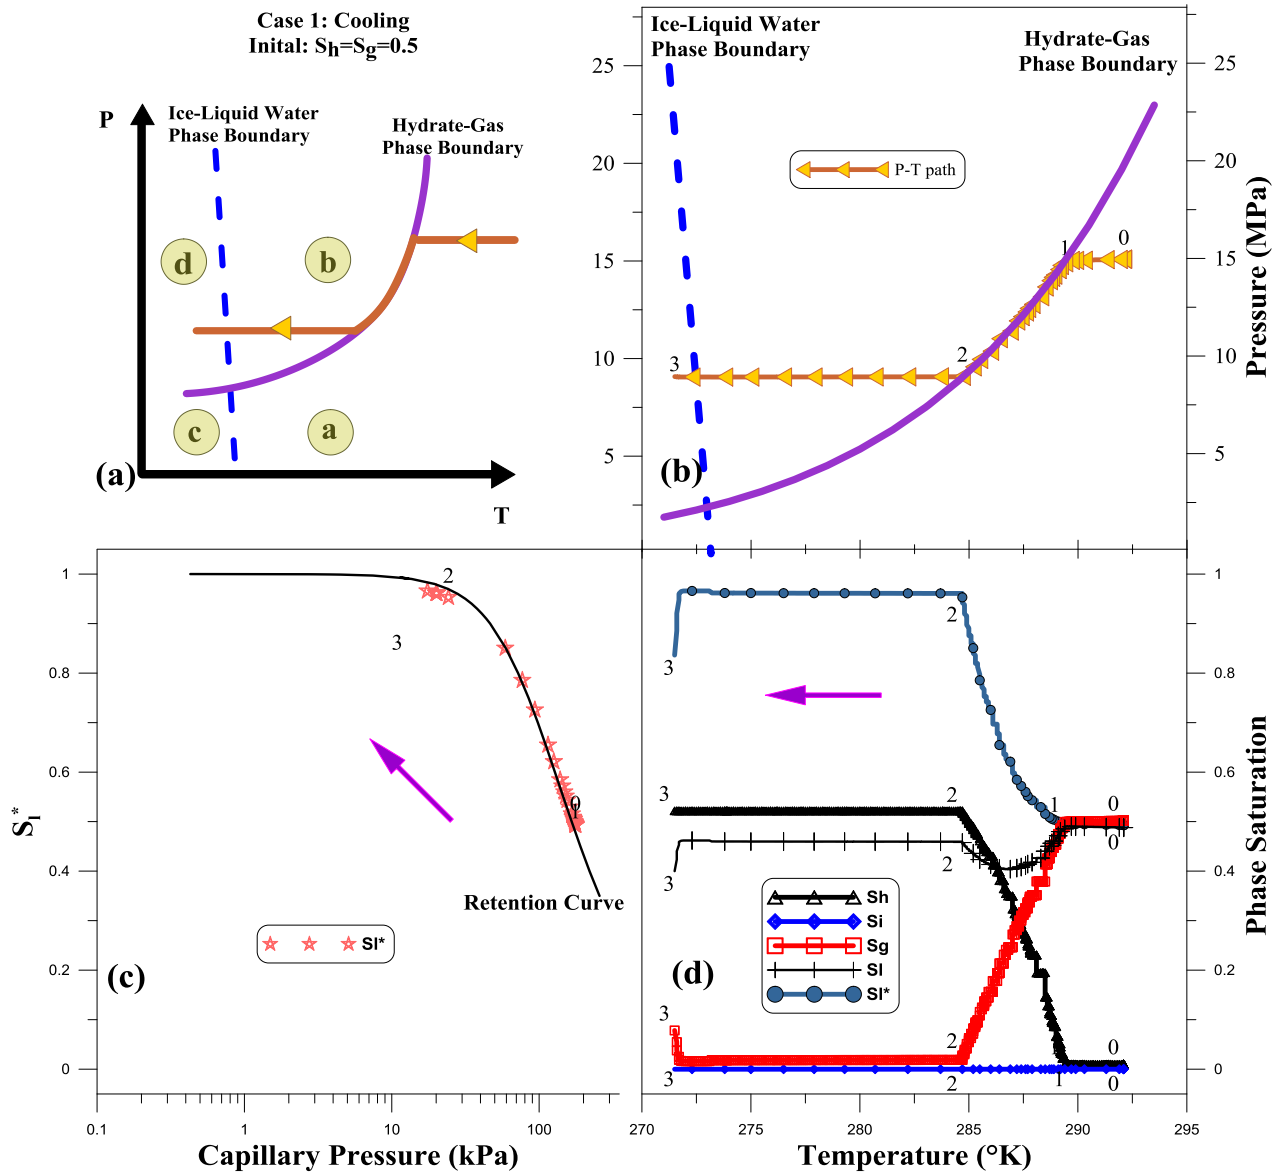 Case 1: Cooling
Inital: Sh=Sg=0.5
P
Ice-Liquid Water
Phase Boundary
Hydrate-Gas
Phase Boundary
d
b
c
a
(a)
T
Ice-Liquid Water
Phase Boundary
Hydrate-Gas
Phase Boundary
P-T path
25
20
15
10
5
0
1
2
3
(b)
25
20
15
10
5
Pressure (MPa)
1
0.8
0.6
0.4
0.2
0
Sl*
2
3
0
1
Retention Curve
Sl*
(c)
0.1
1
10
100
Capillary Pressure (kPa)
2
3
3
2
1
0
0
3
2
Sh
Si
Sg
Sl
Sl*
(d)
3
2
0
3
2
1
0
1
0.8
0.6
0.4
0.2
0
Phase Saturation
270
275
280
285
290
295
Temperature (°K)